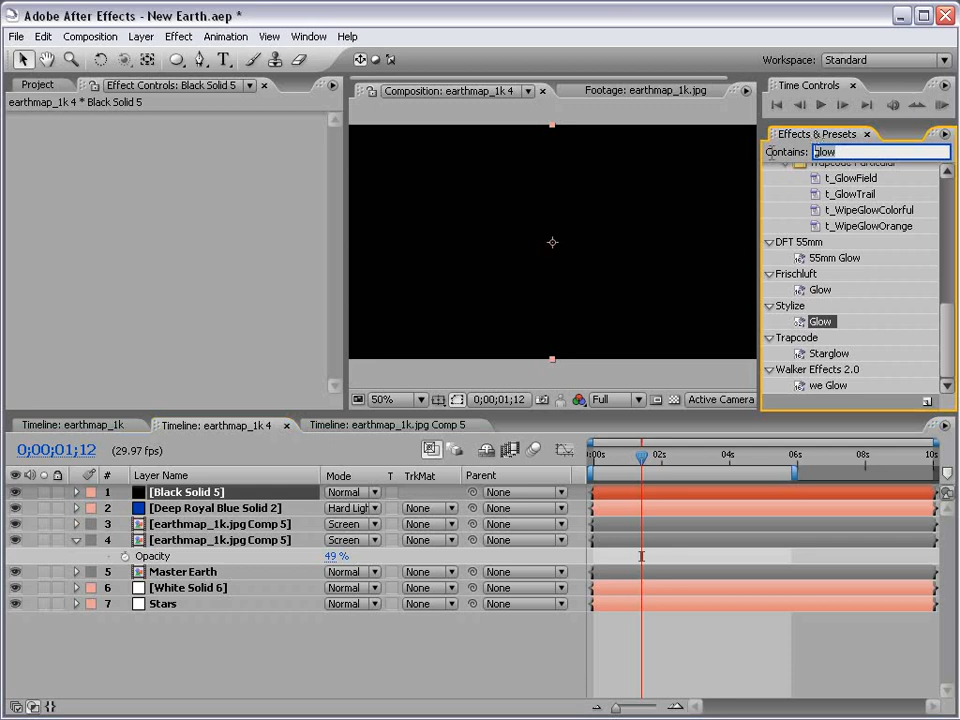 Adobe After Effects - New Earth.aep *
File Edit Composition Layer Effect Animation View Window Help
Workspace: Standard
Project Effect Controls: Black Solid 5
earthmap_1k 4 * Black Solid 5
Composition: earthmap_1k 4 Footage: earthmap_1k.jpg
Time Controls
Effects & Presets
Contains: glow
Trapcode Particular
t_GlowField
t_GlowTrail
t_WipeGlowColorful
t_WipeGlowOrange
DFT 55mm
55mm Glow
Frischluft
Glow
Stylize
Glow
Trapcode
Starglow
Walker Effects 2.0
we Glow
50% 0;00;01;12 Full Active Camera
Timeline: earthmap_1k Timeline: earthmap_1k 4 Timeline: earthmap_1k.jpg Comp 5
0;00;01;12 (29.97 fps)
:00s 02s 04s 06s 08s 10s
# Layer Name Mode T TrkMat Parent
1 [Black Solid 5] Normal None
2 [Deep Royal Blue Solid 2] Hard Ligh None None
3 [earthmap_1k.jpg Comp 5] Screen None None
4 [earthmap_1k.jpg Comp 5] Screen None None
Opacity 49 %
5 Master Earth Normal None None
6 [White Solid 6] Normal None None
7 Stars Normal None None